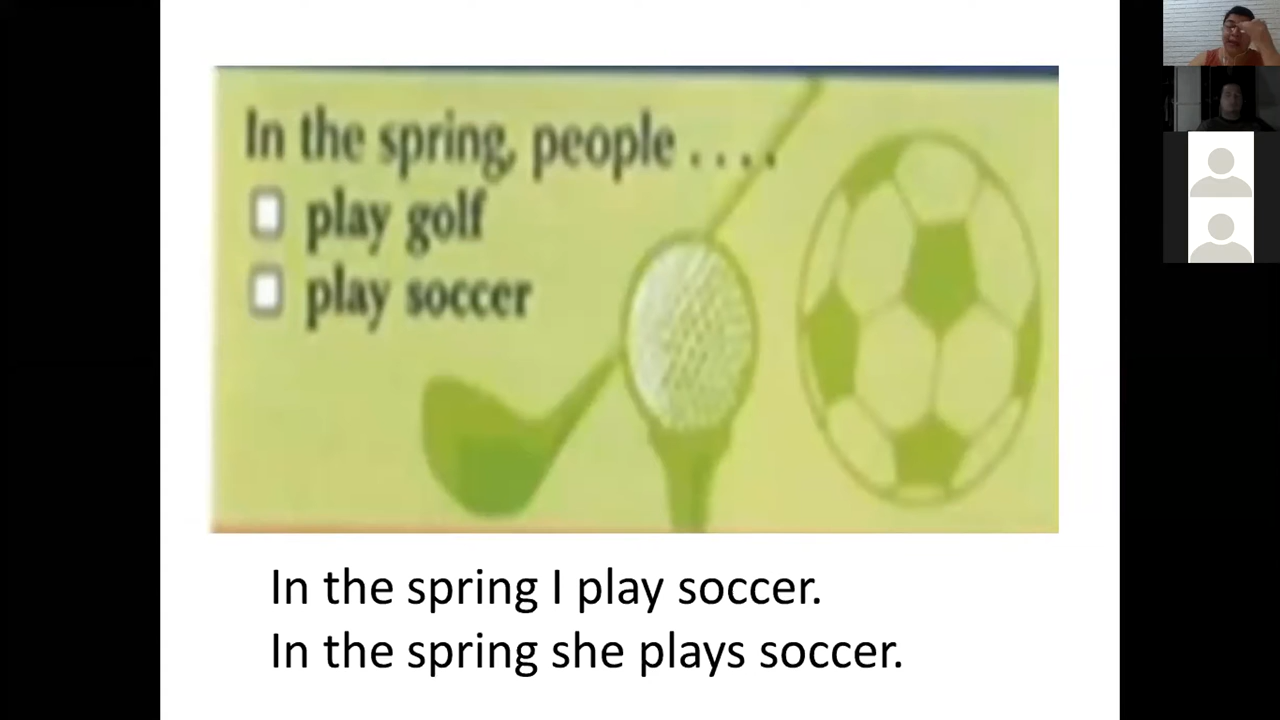 In the spring, people . . . .
play golf
play soccer
In the spring I play soccer.
In the spring she plays soccer.